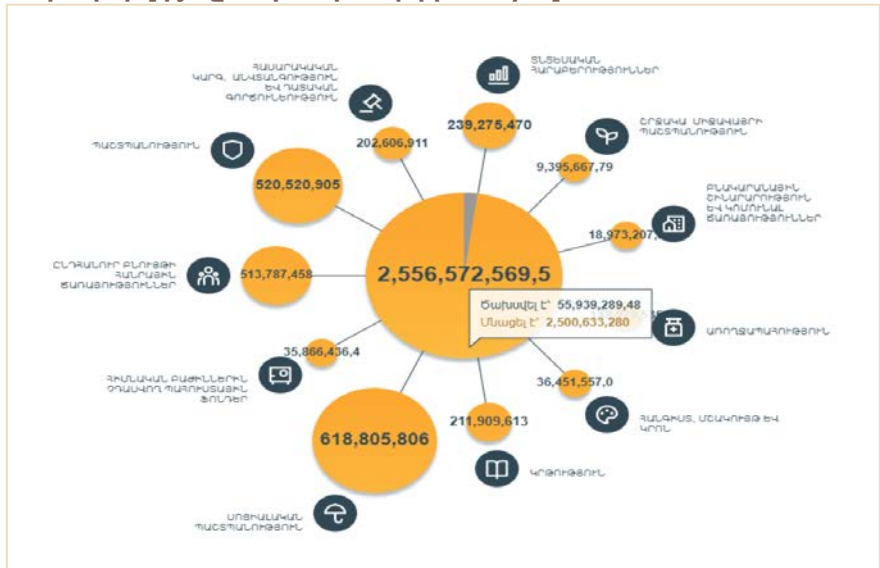 ՏՆՏԵՍԱԿԱՆ
ՀԱՐԱԲԵՐՈՒԹՅՈՒՆՆԵՐ
239,275,470
ՀԱՍԱՐԱԿԱԿԱՆ
ԿԱՐԳ, ԱՆՎՏԱՆԳՈՒԹՅՈՒՆ
ԵՎ ԴԱՏԱԿԱՆ
ԳՈՐԾՈՒՆԵՈՒԹՅՈՒՆ
202,606,911
ՇՐՋԱԿԱ ՄԻՋԱՎԱՅՐԻ
ՊԱՇՏՊԱՆՈՒԹՅՈՒՆ
9,395,667,79
ՊԱՇՏՊԱՆՈՒԹՅՈՒՆ
520,520,905
ԲՆԱԿԱՐԱՆԱՅԻՆ
ՇԻՆԱՐԱՐՈՒԹՅՈՒՆ
ԵՎ ԿՈՄՈՒՆԱԼ
ԾԱՌԱՅՈՒԹՅՈՒՆՆԵՐ
18,973,207,
ԸՆԴՀԱՆՈՒՐ ԲՆՈՒՅԹԻ
ՀԱՆՐԱՅԻՆ
ԾԱՌԱՅՈՒԹՅՈՒՆՆԵՐ
513,787,458
2,556,572,569,5
Ծախսվել է՝ 55,939,289,48
Մնացել է՝ 2,500,633,280
ԱՌՈՂՋԱՊԱՀՈՒԹՅՈՒՆ
35,866,436,4
ՀԻՄՆԱԿԱՆ ԲԱԺԻՆՆԵՐԻՆ
ՉԴԱՍՎՈՂ ՊԱՀՈՒՍՏԱՅԻՆ
ՖՈՆԴԵՐ
36,451,557,0
ՀԱՆԳԻՍՏ, ՄՇԱԿՈՒՅԹ ԵՎ
ԿՐՈՆ
618,805,806
211,909,613
ԿՐԹՈՒԹՅՈՒՆ
ՍՈՑԻԱԼԱԿԱՆ
ՊԱՇՏՊԱՆՈՒԹՅՈՒՆ